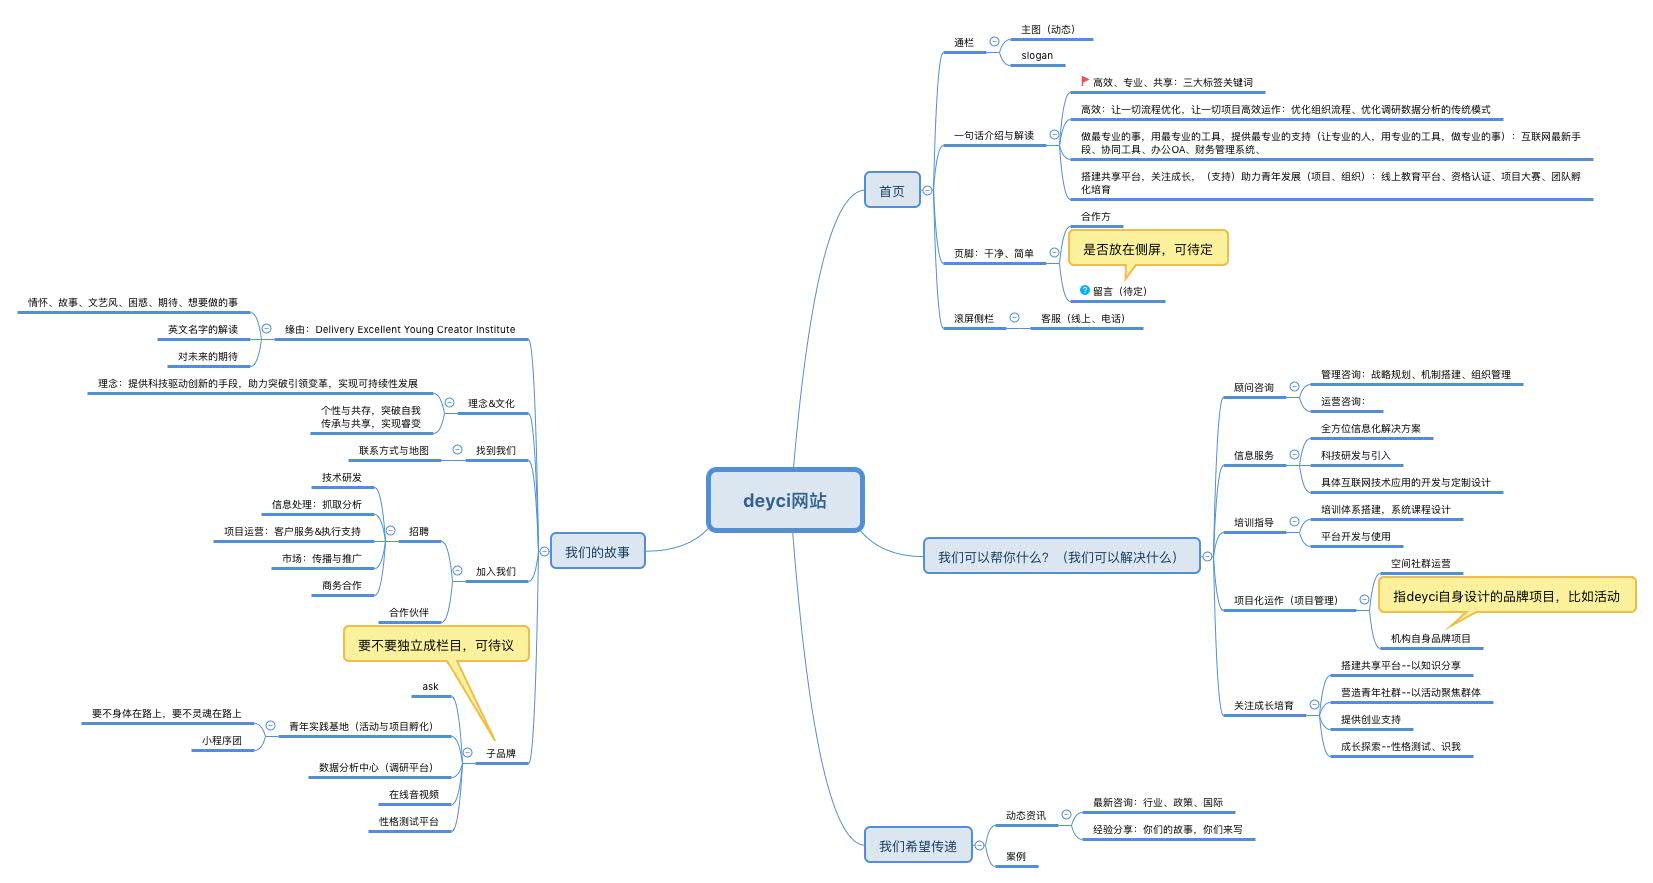 deyci网站
首页
通栏
主图（动态）
slogan
一句话介绍与解读
高效、专业、共享：三大标签关键词
高效：让一切流程优化，让一切项目高效运作：优化组织流程、优化调研数据分析的传统模式
做最专业的事，用最专业的工具，提供最专业的支持（让专业的人，用专业的工具，做专业的事）：互联网最新手
段、协同工具、办公OA、财务管理系统、
搭建共享平台，关注成长，（支持）助力青年发展（项目、组织）：线上教育平台、资格认证、项目大赛、团队孵
化培育
页脚：干净、简单
合作方
是否放在侧屏，可待定
留言（待定）
滚屏侧栏
客服（线上、电话）
我们可以帮你什么？（我们可以解决什么）
顾问咨询
管理咨询：战略规划、机制搭建、组织管理
运营咨询：
信息服务
全方位信息化解决方案
科技研发与引入
具体互联网技术应用的开发与定制设计
培训指导
培训体系搭建，系统课程设计
平台开发与使用
项目化运作（项目管理）
空间社群运营
指deyci自身设计的品牌项目，比如活动
机构自身品牌项目
关注成长培育
搭建共享平台--以知识分享
营造青年社群--以活动聚焦群体
提供创业支持
成长探索--性格测试、识我
我们希望传递
动态资讯
最新咨询：行业、政策、国际
经验分享：你们的故事，你们来写
案例
我们的故事
缘由：Delivery Excellent Young Creator Institute
情怀、故事、文艺风、困惑、期待、想要做的事
英文名字的解读
对未来的期待
理念&文化
理念：提供科技驱动创新的手段，助力突破引领变革，实现可持续性发展
个性与共存，突破自我
传承与共享，实现睿变
找到我们
联系方式与地图
加入我们
招聘
技术研发
信息处理：抓取分析
项目运营：客户服务&执行支持
市场：传播与推广
商务合作
合作伙伴
要不要独立成栏目，可待议
子品牌
ask
青年实践基地（活动与项目孵化）
要不身体在路上，要不灵魂在路上
小程序团
数据分析中心（调研平台）
在线音视频
性格测试平台